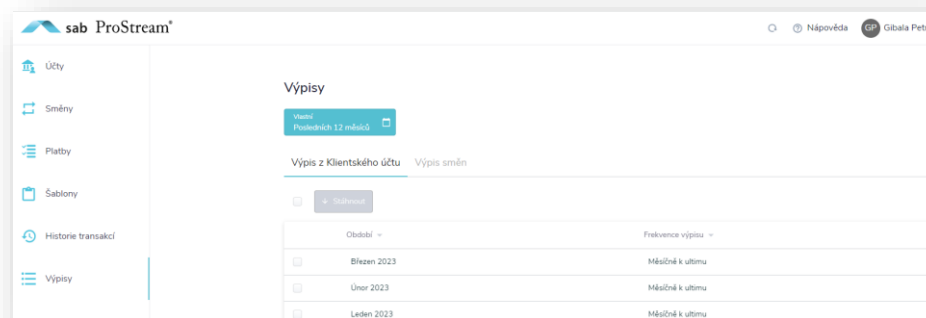 sab ProStream®
Nápověda
GP Gibala Pet
Účty
Směny
Platby
Šablony
Historie transakcí
Výpisy
Výpisy
Vlastní
Posledních 12 měsíců
Výpis z Klientského účtu Výpis směn
Stáhnout
Období Frekvence výpisu
Březen 2023 Měsíčně k ultimu
Únor 2023 Měsíčně k ultimu
Leden 2023 Měsíčně k ultimu